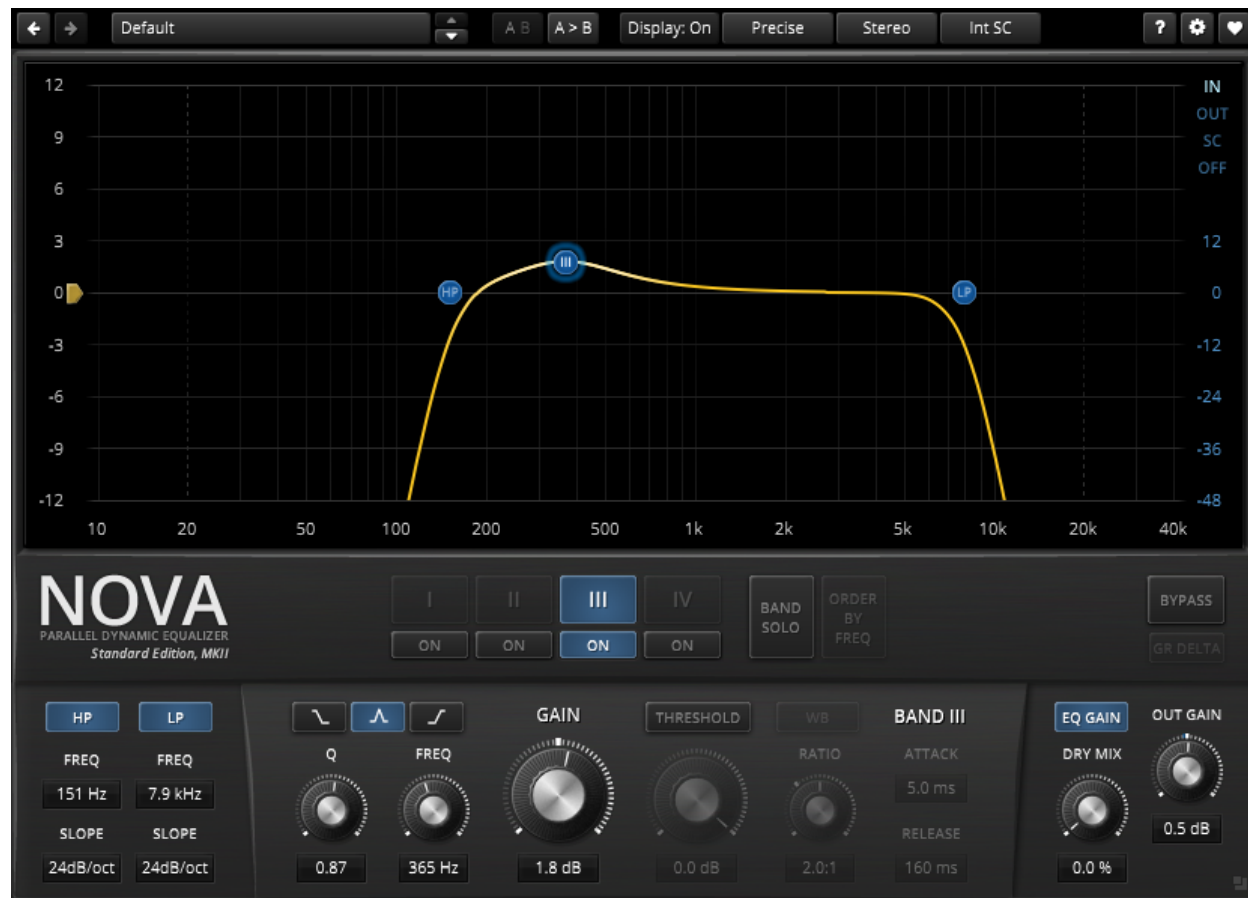 Default
A B
A > B
Display: On
Precise
Stereo
Int SC
?
12
9
6
3
0
-3
-6
-9
-12
IN
OUT
SC
OFF
12
0
-12
-24
-36
-48
HP
III
LP
10 20 50 100 200 500 1k 2k 5k 10k 20k 40k
NOVA
PARALLEL DYNAMIC EQUALIZER
Standard Edition, MKII
I II III IV
ON ON ON ON
BAND
SOLO
ORDER
BY
FREQ
BYPASS
GR DELTA
HP LP
FREQ FREQ
151 Hz 7.9 kHz
SLOPE SLOPE
24dB/oct 24dB/oct
Q
0.87
FREQ
365 Hz
GAIN
1.8 dB
THRESHOLD
0.0 dB
WB
RATIO
2.0:1
BAND III
ATTACK
5.0 ms
RELEASE
160 ms
EQ GAIN
DRY MIX
0.0 %
OUT GAIN
0.5 dB